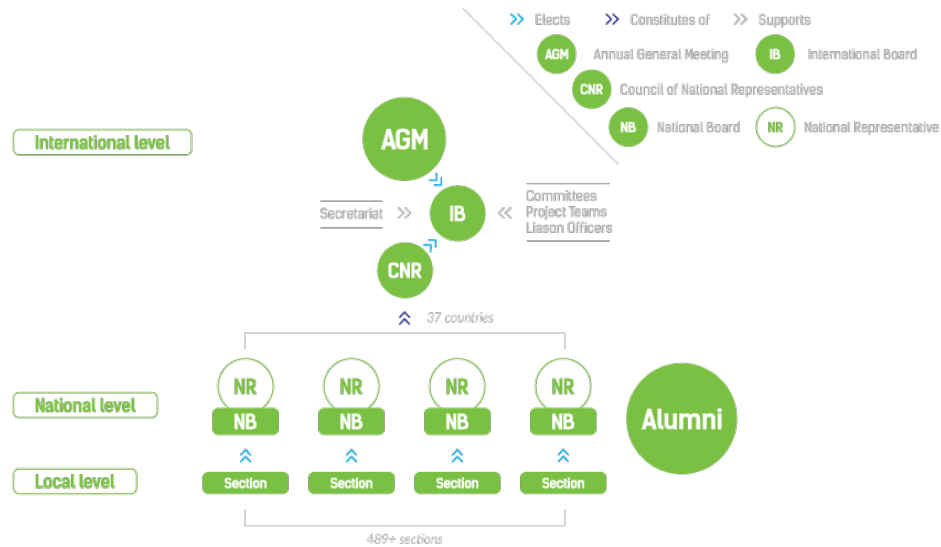 Elects
Constitutes of
Supports
AGM Annual General Meeting
IB International Board
CNR Council of National Representatives
NB National Board
NR National Representative
International level
AGM
Secretariat
IB
Committees
Project Teams
Liason Officers
CNR
37 countries
NR NR NR NR
National level
NB NB NB NB
Alumni
Local level
Section Section Section Section
489+ sections